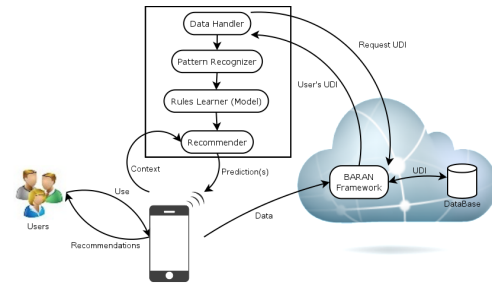 Data Handler
Request UDI
Pattern Recognizer
User's UDI
Rules Learner (Model)
Recommender
Context
Prediction(s)
Use
BARAN
Framework
UDI
DataBase
Data
Users
Recommendations